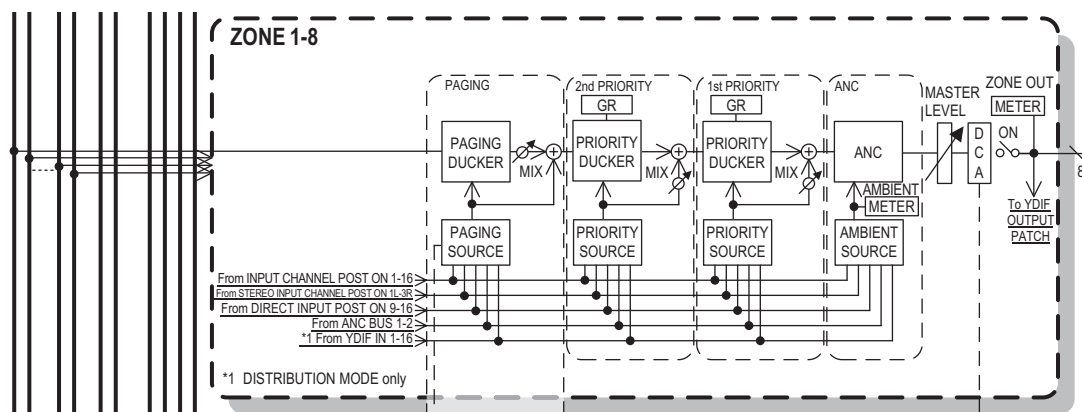 ZONE 1-8
PAGING
2nd PRIORITY
1st PRIORITY
ANC
GR
GR
MASTER
LEVEL
ZONE OUT
METER
PAGING
DUCKER
PRIORITY
DUCKER
PRIORITY
DUCKER
ANC
D
C
A
ON
MIX
MIX
MIX
8
AMBIENT
METER
To YDIF
OUTPUT
PATCH
PAGING
SOURCE
PRIORITY
SOURCE
PRIORITY
SOURCE
AMBIENT
SOURCE
From INPUT CHANNEL POST ON 1-16
From STEREO INPUT CHANNEL POST ON 1L-3R
From DIRECT INPUT POST ON 9-16
From ANC BUS 1-2
*1 From YDIF IN 1-16
*1 DISTRIBUTION MODE only